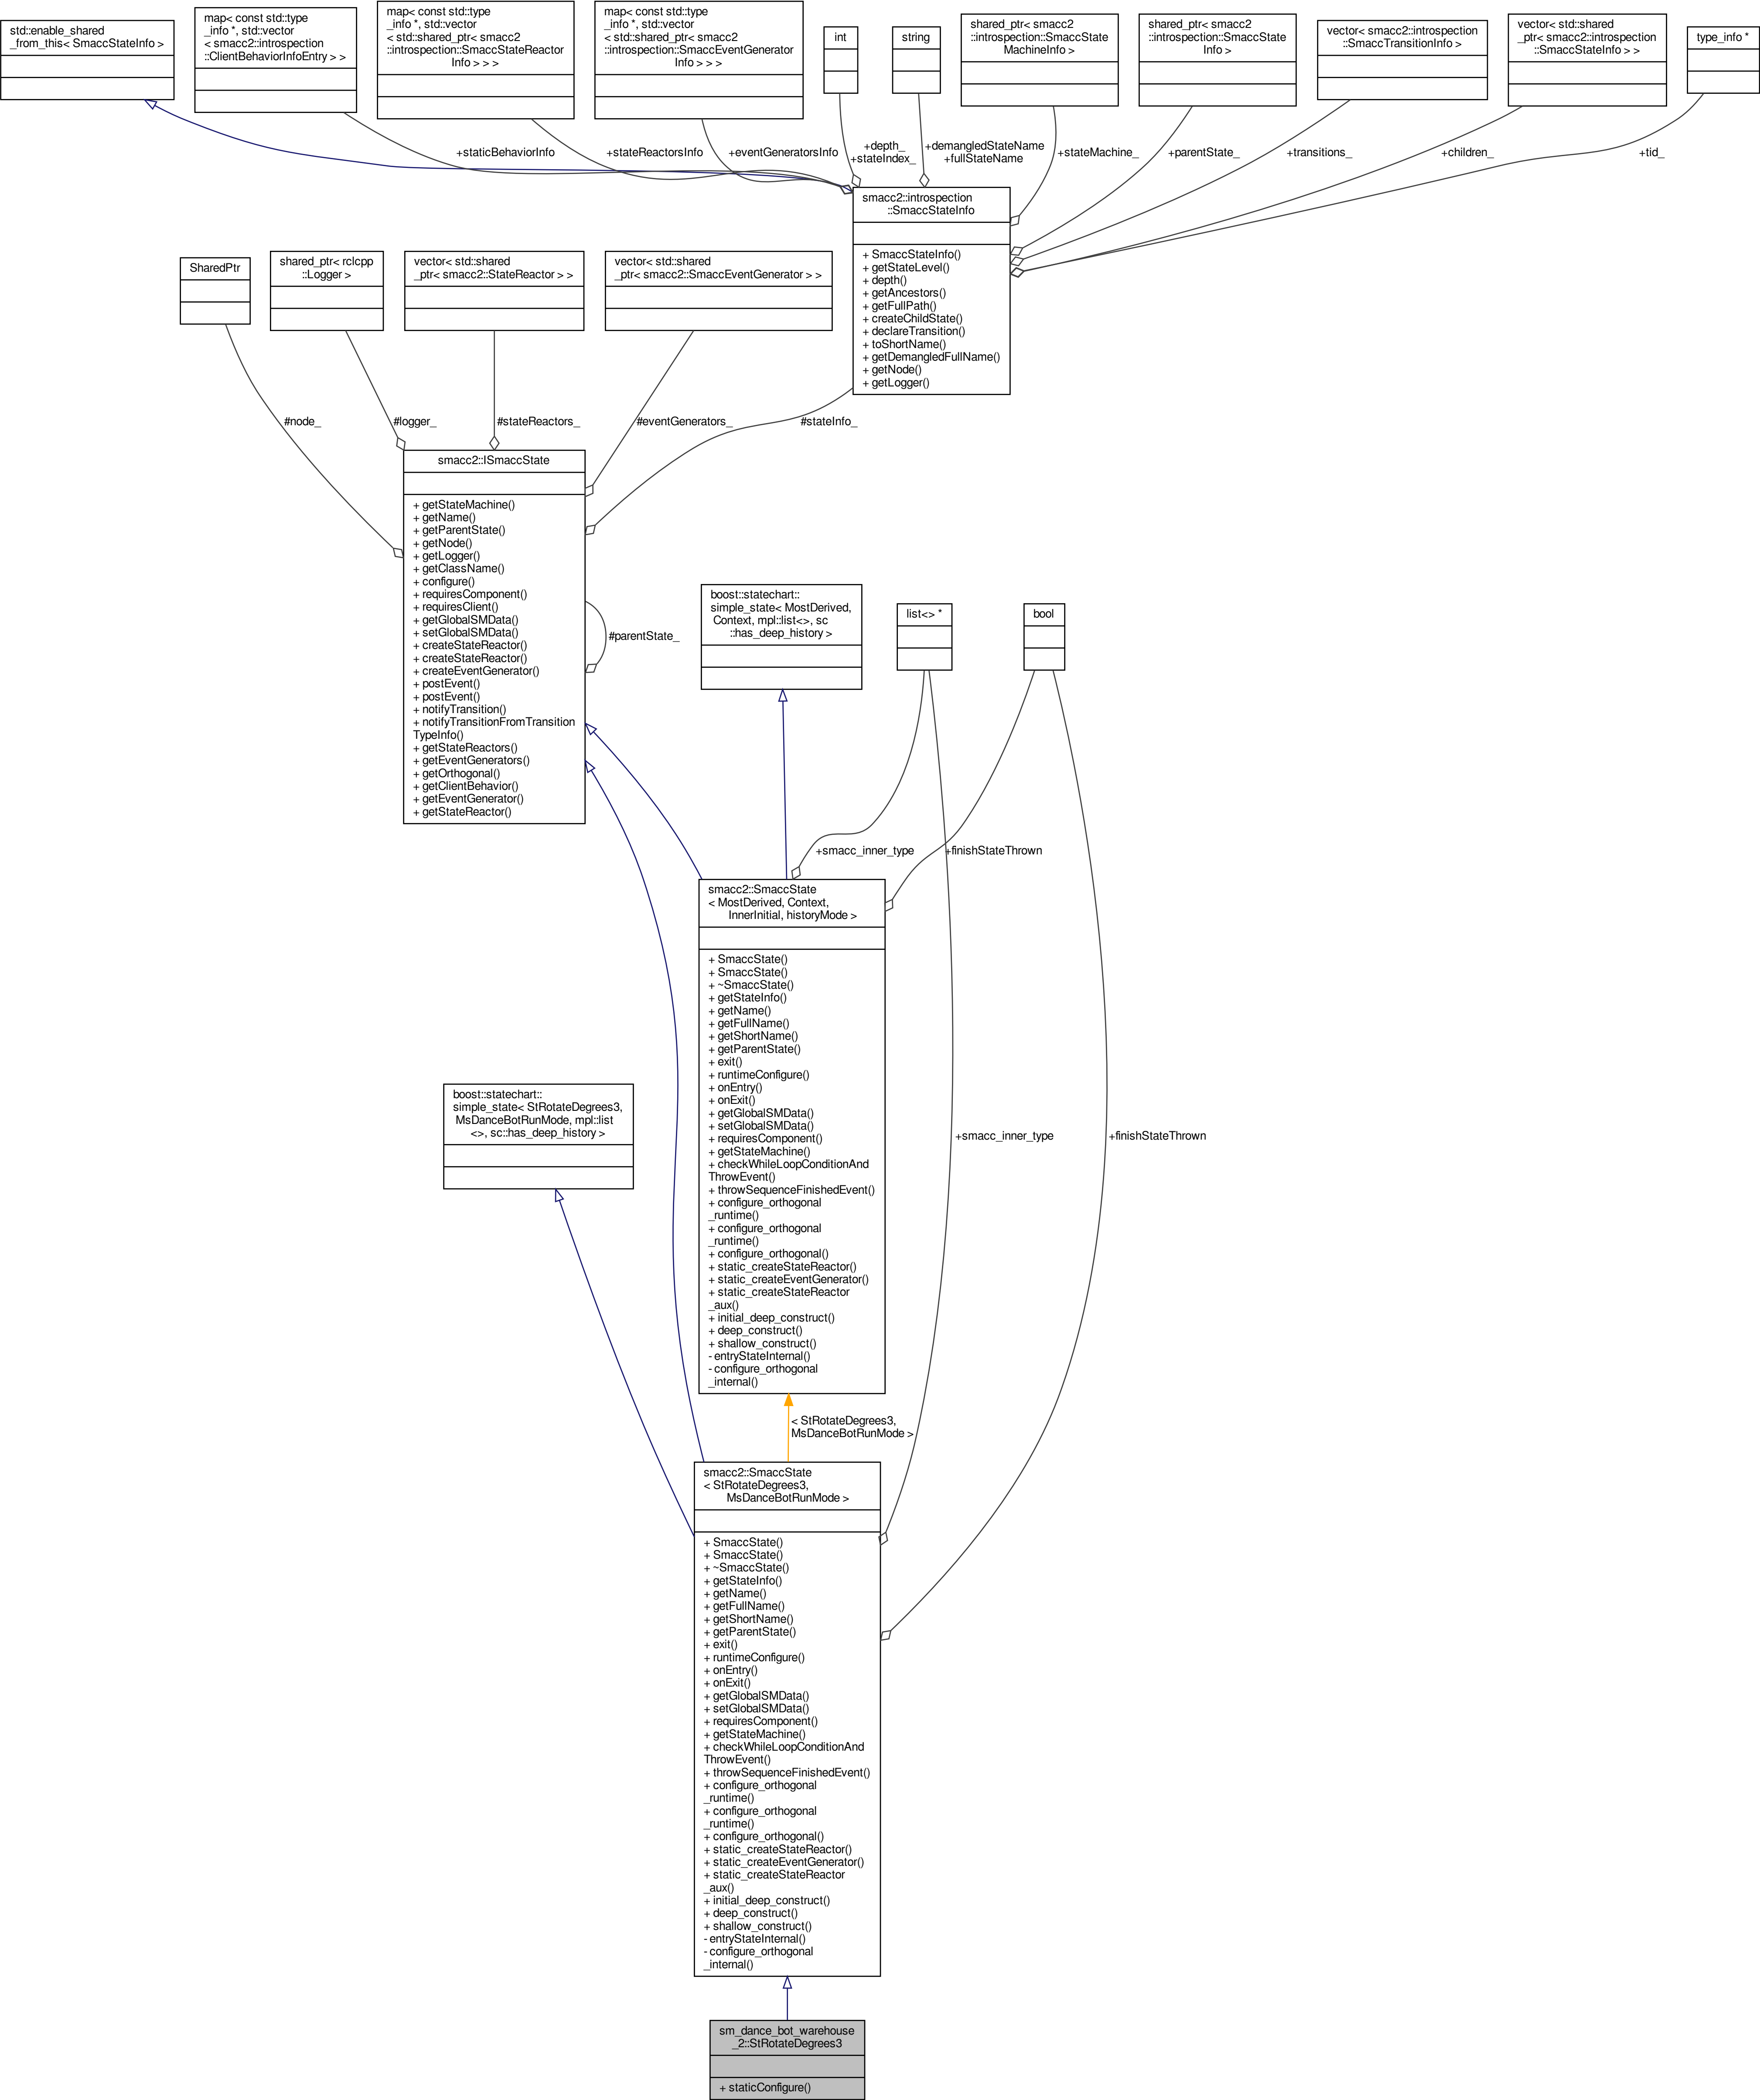 std::enable_shared
_from_this< SmaccStateInfo >
map< const std::type
_info *, std::vector
< smacc2::introspection
::ClientBehaviorInfoEntry > >
map< const std::type
_info *, std::vector
< std::shared_ptr< smacc2
::introspection::SmaccStateReactor
Info > > >
map< const std::type
_info *, std::vector
< std::shared_ptr< smacc2
::introspection::SmaccEventGenerator
Info > > >
int
string
shared_ptr< smacc2
::introspection::SmaccState
MachineInfo >
shared_ptr< smacc2
::introspection::SmaccState
Info >
vector< smacc2::introspection
::SmaccTransitionInfo >
vector< std::shared
_ptr< smacc2::introspection
::SmaccStateInfo > >
type_info *
+staticBehaviorInfo
+stateReactorsInfo
+eventGeneratorsInfo
+depth_
+stateIndex_
+demangledStateName
+fullStateName
+stateMachine_
+parentState_
+transitions_
+children_
+tid_
smacc2::introspection
::SmaccStateInfo
+ SmaccStateInfo()
+ getStateLevel()
+ depth()
+ getAncestors()
+ getFullPath()
+ createChildState()
+ declareTransition()
+ toShortName()
+ getDemangledFullName()
+ getNode()
+ getLogger()
SharedPtr
shared_ptr< rclcpp
::Logger >
vector< std::shared
_ptr< smacc2::StateReactor > >
vector< std::shared
_ptr< smacc2::SmaccEventGenerator > >
#node_
#logger_
#stateReactors_
#eventGenerators_
#stateInfo_
smacc2::ISmaccState
+ getStateMachine()
+ getName()
+ getParentState()
+ getNode()
+ getLogger()
+ getClassName()
+ configure()
+ requiresComponent()
+ requiresClient()
+ getGlobalSMData()
+ setGlobalSMData()
+ createStateReactor()
+ createStateReactor()
+ createEventGenerator()
+ postEvent()
+ postEvent()
+ notifyTransition()
+ notifyTransitionFromTransition
TypeInfo()
+ getStateReactors()
+ getEventGenerators()
+ getOrthogonal()
+ getClientBehavior()
+ getEventGenerator()
+ getStateReactor()
#parentState_
boost::statechart::
simple_state< MostDerived,
Context, mpl::list<>, sc
::has_deep_history >
list<> *
bool
+smacc_inner_type
+finishStateThrown
smacc2::SmaccState
< MostDerived, Context,
InnerInitial, historyMode >
+ SmaccState()
+ SmaccState()
+ ~SmaccState()
+ getStateInfo()
+ getName()
+ getFullName()
+ getShortName()
+ getParentState()
+ exit()
+ runtimeConfigure()
+ onEntry()
+ onExit()
+ getGlobalSMData()
+ setGlobalSMData()
+ requiresComponent()
+ getStateMachine()
+ checkWhileLoopConditionAnd
ThrowEvent()
+ throwSequenceFinishedEvent()
+ configure_orthogonal
_runtime()
+ configure_orthogonal
_runtime()
+ configure_orthogonal()
+ static_createStateReactor()
+ static_createEventGenerator()
+ static_createStateReactor
_aux()
+ initial_deep_construct()
+ deep_construct()
+ shallow_construct()
- entryStateInternal()
- configure_orthogonal
_internal()
boost::statechart::
simple_state< StRotateDegrees3,
MsDanceBotRunMode, mpl::list
<>, sc::has_deep_history >
+smacc_inner_type
+finishStateThrown
< StRotateDegrees3,
MsDanceBotRunMode >
smacc2::SmaccState
< StRotateDegrees3,
MsDanceBotRunMode >
+ SmaccState()
+ SmaccState()
+ ~SmaccState()
+ getStateInfo()
+ getName()
+ getFullName()
+ getShortName()
+ getParentState()
+ exit()
+ runtimeConfigure()
+ onEntry()
+ onExit()
+ getGlobalSMData()
+ setGlobalSMData()
+ requiresComponent()
+ getStateMachine()
+ checkWhileLoopConditionAnd
ThrowEvent()
+ throwSequenceFinishedEvent()
+ configure_orthogonal
_runtime()
+ configure_orthogonal
_runtime()
+ configure_orthogonal()
+ static_createStateReactor()
+ static_createEventGenerator()
+ static_createStateReactor
_aux()
+ initial_deep_construct()
+ deep_construct()
+ shallow_construct()
- entryStateInternal()
- configure_orthogonal
_internal()
sm_dance_bot_warehouse
_2::StRotateDegrees3
+ staticConfigure()